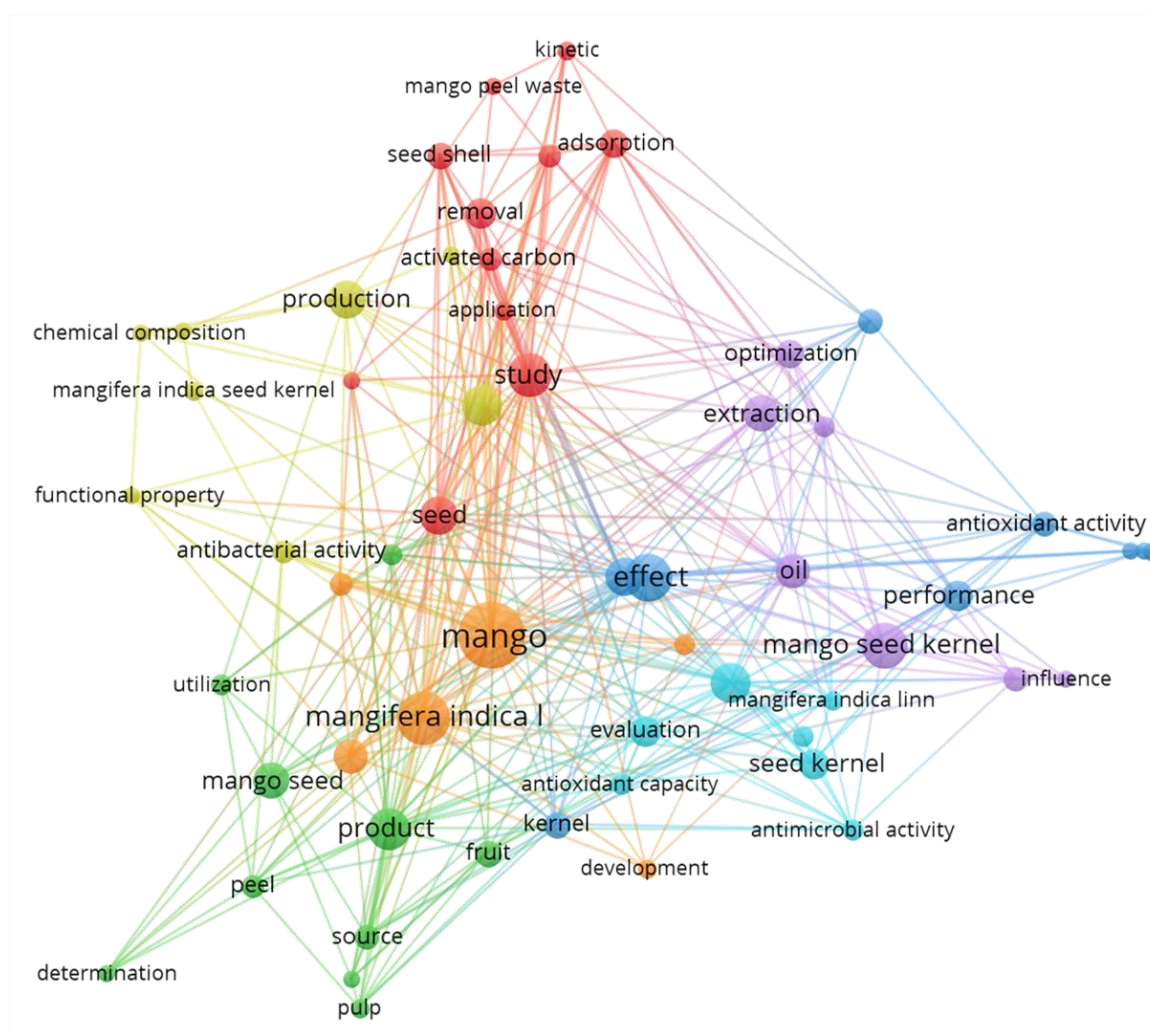 kinetic
mango peel waste
adsorption
seed shell
removal
activated carbon
production
application
chemical composition
optimization
study
mangifera indica seed kernel
extraction
functional property
seed
antioxidant activity
antibacterial activity
oil
effect
performance
mango
mango seed kernel
influence
utilization
mangifera indica linn
mangifera indica l
evaluation
seed kernel
mango seed
antioxidant capacity
kernel
product
antimicrobial activity
fruit
development
peel
source
determination
pulp